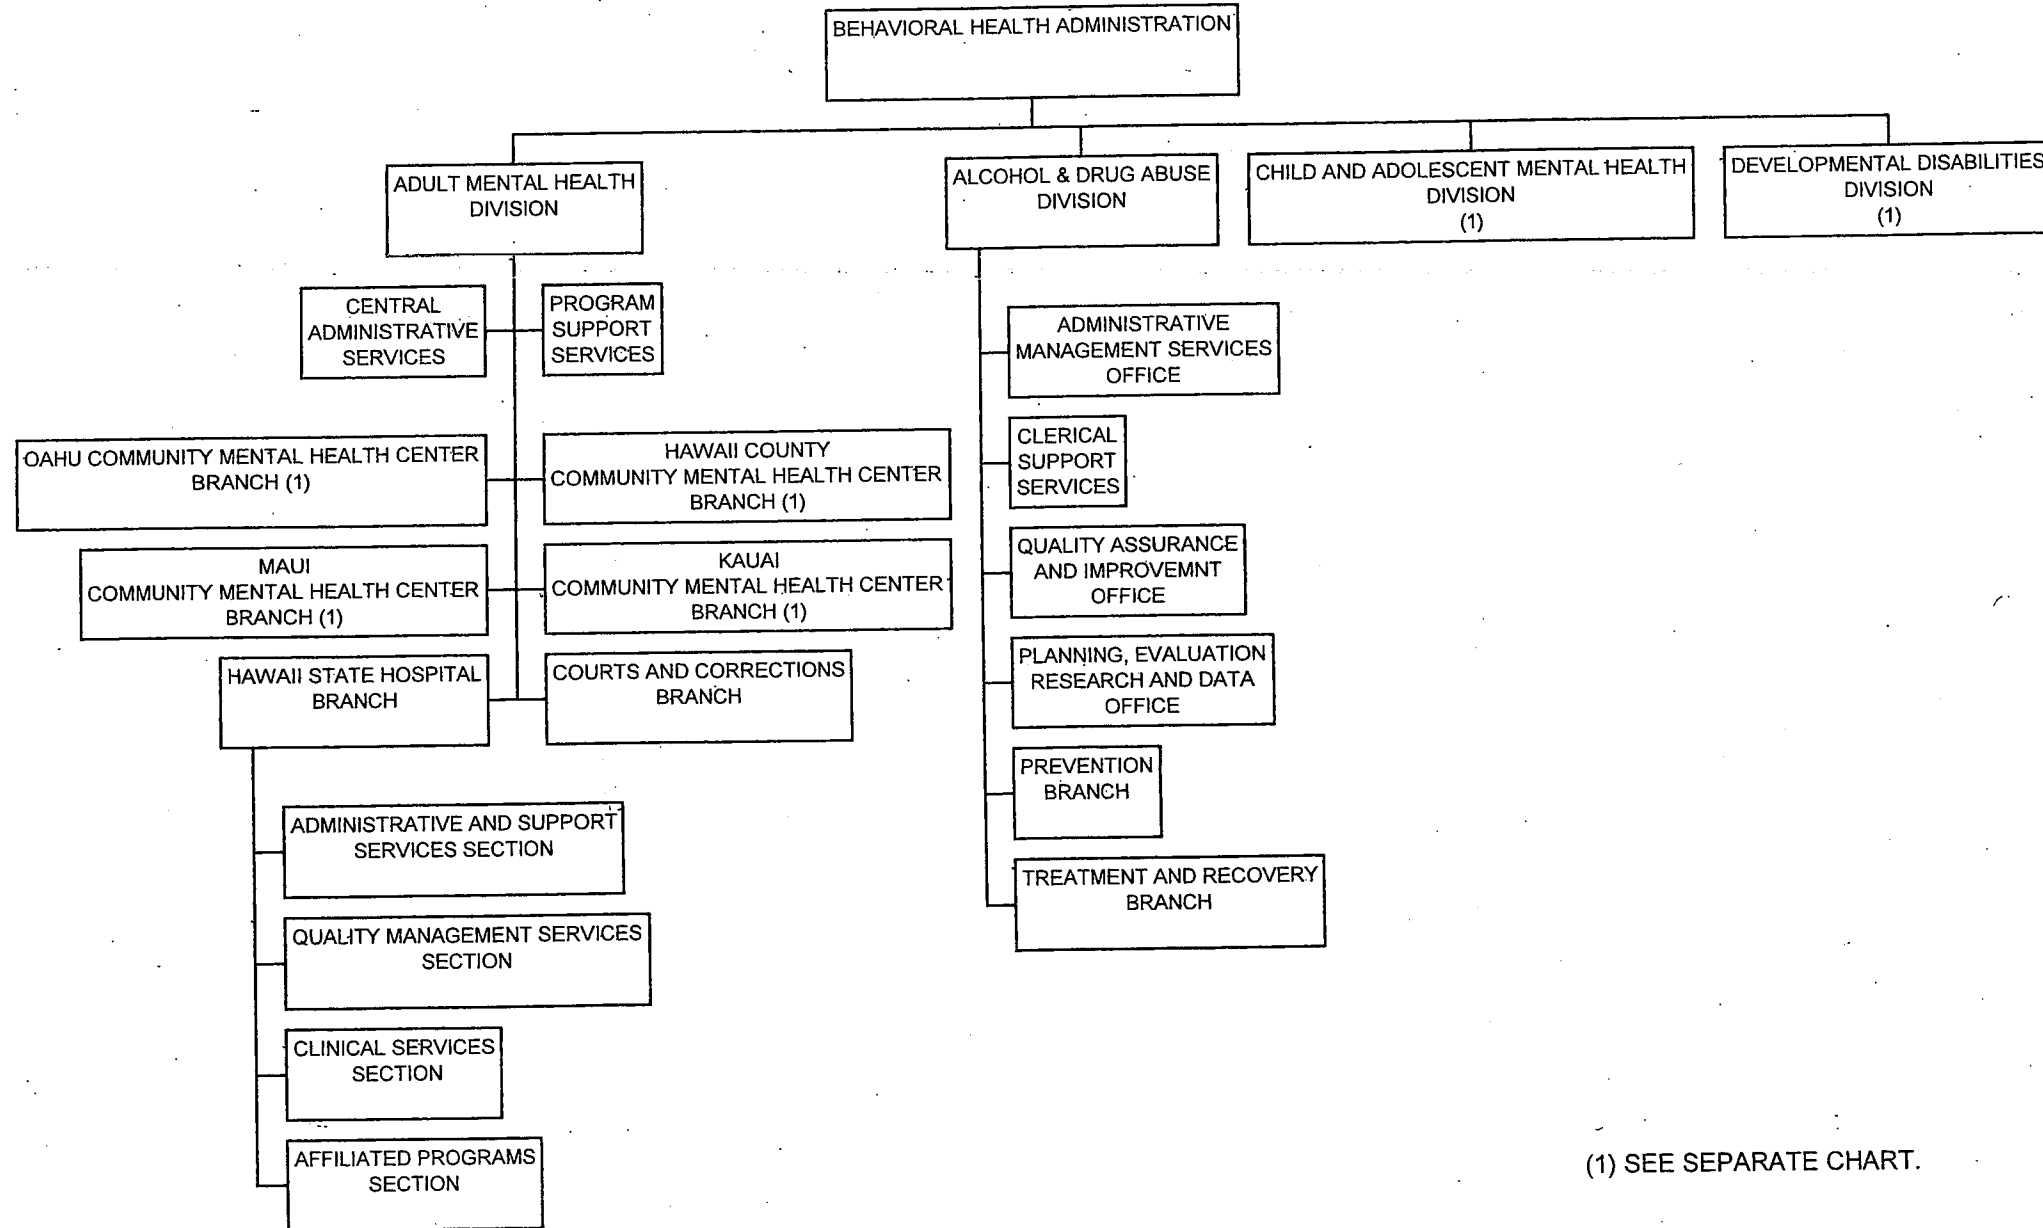 BEHAVIORAL HEALTH ADMINISTRATION
ADULT MENTAL HEALTH
DIVISION
ALCOHOL & DRUG ABUSE
DIVISION
CHILD AND ADOLESCENT MENTAL HEALTH
DIVISION
(1)
DEVELOPMENTAL DISABILITIES
DIVISION
(1)
CENTRAL
ADMINISTRATIVE
SERVICES
PROGRAM
SUPPORT
SERVICES
OAHU COMMUNITY MENTAL HEALTH CENTER
BRANCH (1)
HAWAII COUNTY
COMMUNITY MENTAL HEALTH CENTER
BRANCH (1)
MAUI
COMMUNITY MENTAL HEALTH CENTER
BRANCH (1)
KAUAI
COMMUNITY MENTAL HEALTH CENTER
BRANCH (1)
HAWAII STATE HOSPITAL
BRANCH
COURTS AND CORRECTIONS
BRANCH
ADMINISTRATIVE AND SUPPORT
SERVICES SECTION
QUALITY MANAGEMENT SERVICES
SECTION
CLINICAL SERVICES
SECTION
AFFILIATED PROGRAMS
SECTION
ADMINISTRATIVE
MANAGEMENT SERVICES
OFFICE
CLERICAL
SUPPORT
SERVICES
QUALITY ASSURANCE
AND IMPROVEMNT
OFFICE
PLANNING, EVALUATION
RESEARCH AND DATA
OFFICE
PREVENTION
BRANCH
TREATMENT AND RECOVERY
BRANCH
(1) SEE SEPARATE CHART.